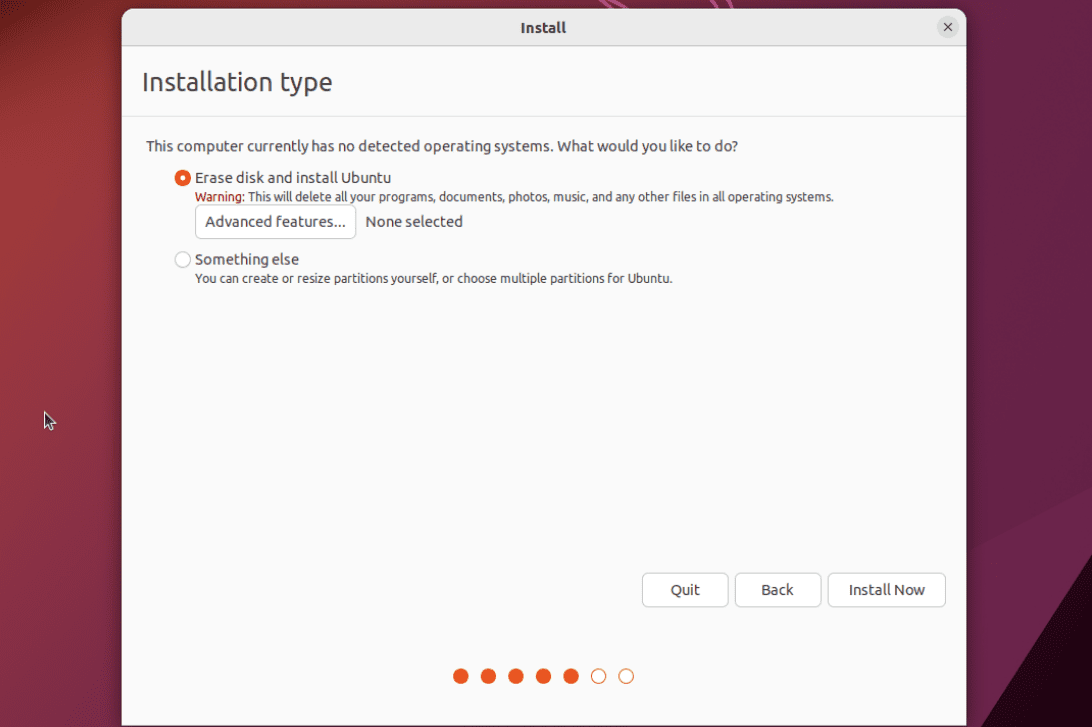 Install
Installation type
This computer currently has no detected operating systems. What would you like to do?
Erase disk and install Ubuntu
Warning: This will delete all your programs, documents, photos, music, and any other files in all operating systems.
Advanced features... None selected
Something else
You can create or resize partitions yourself, or choose multiple partitions for Ubuntu.
Quit Back Install Now